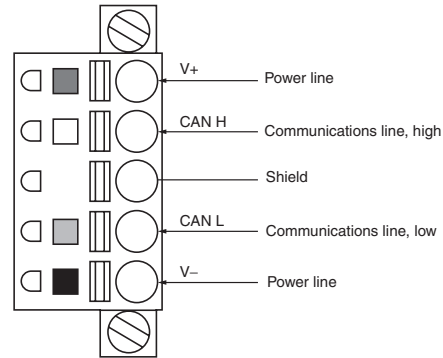 V+
Power line
CAN H
Communications line, high
Shield
CAN L
Communications line, low
V–
Power line